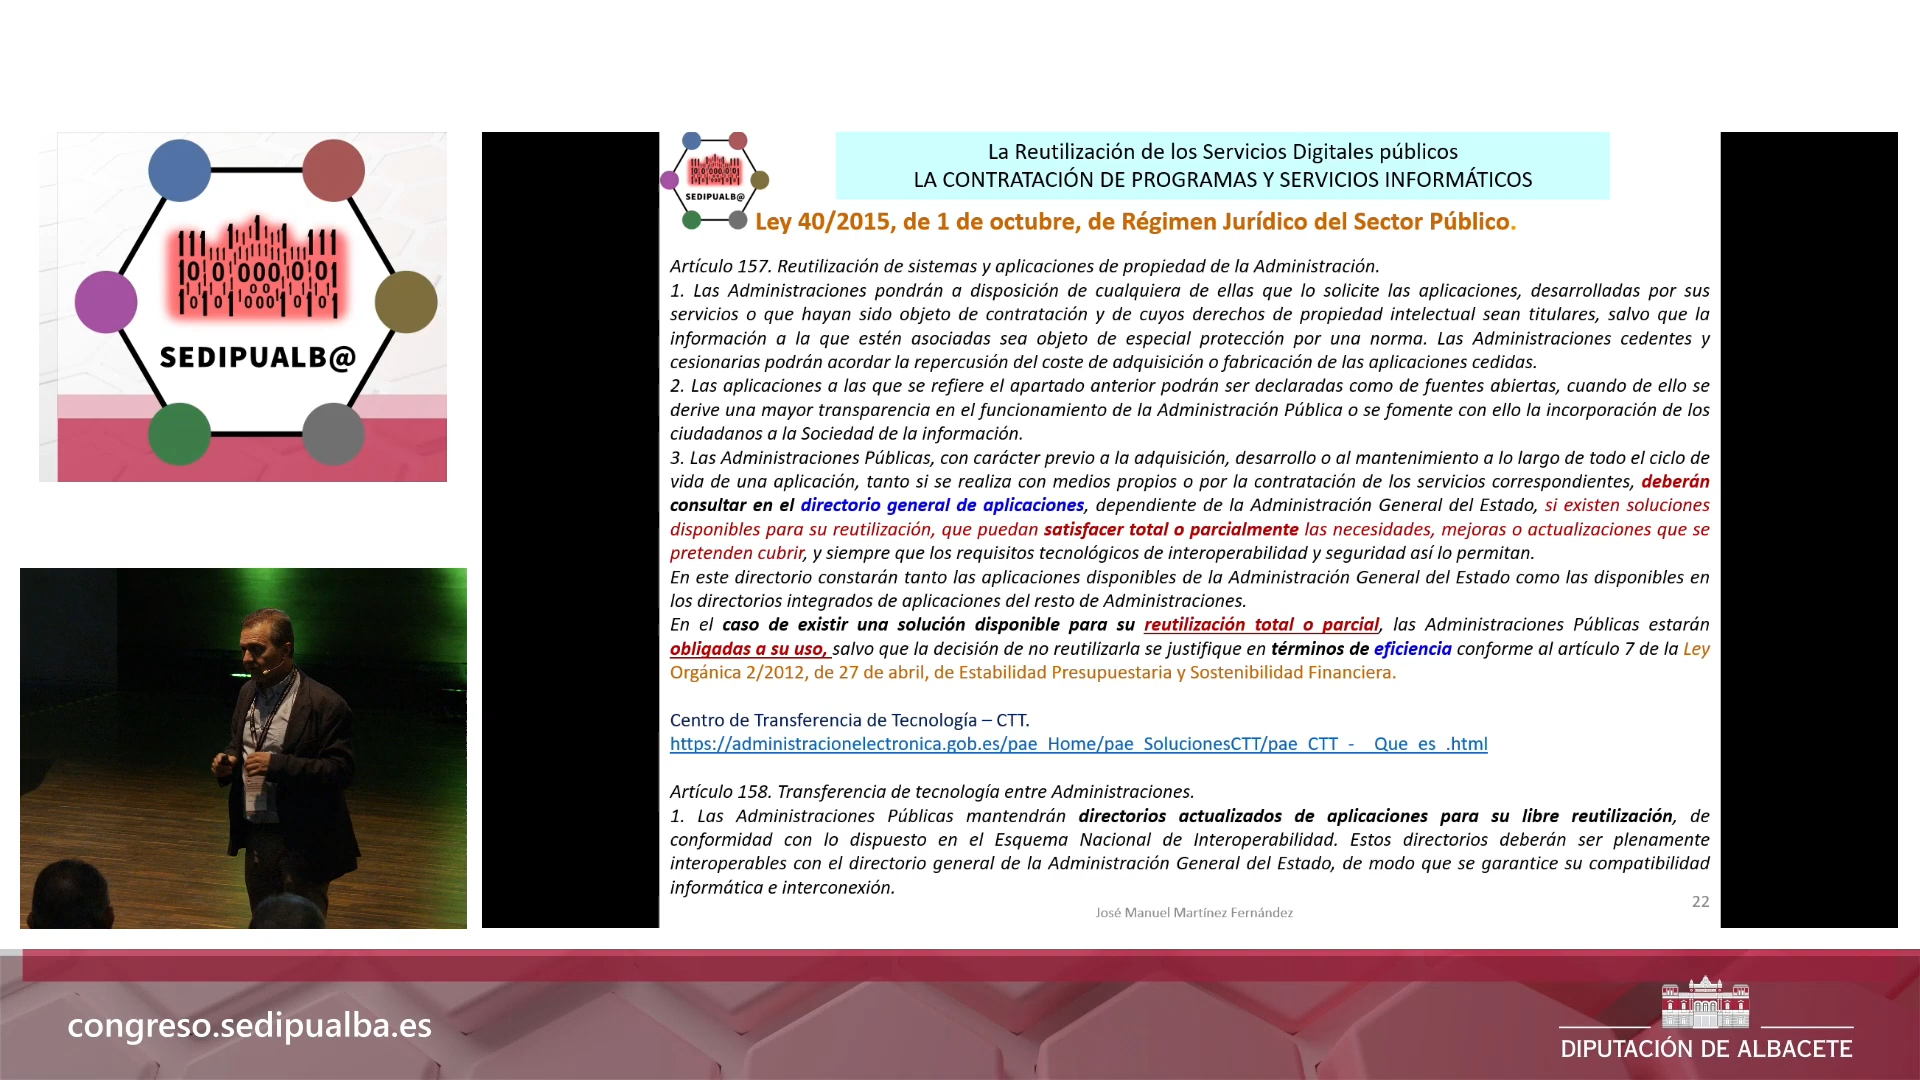 SEDIPUALB@
SEDIPUALB@
La Reutilización de los Servicios Digitales públicos
LA CONTRATACIÓN DE PROGRAMAS Y SERVICIOS INFORMÁTICOS
Ley 40/2015, de 1 de octubre, de Régimen Jurídico del Sector Público.
Artículo 157. Reutilización de sistemas y aplicaciones de propiedad de la Administración.
1. Las Administraciones pondrán a disposición de cualquiera de ellas que lo solicite las aplicaciones, desarrolladas por sus
servicios o que hayan sido objeto de contratación y de cuyos derechos de propiedad intelectual sean titulares, salvo que la
información a la que estén asociadas sea objeto de especial protección por una norma. Las Administraciones cedentes y
cesionarias podrán acordar la repercusión del coste de adquisición o fabricación de las aplicaciones cedidas.
2. Las aplicaciones a las que se refiere el apartado anterior podrán ser declaradas como de fuentes abiertas, cuando de ello se
derive una mayor transparencia en el funcionamiento de la Administración Pública o se fomente con ello la incorporación de los
ciudadanos a la Sociedad de la información.
3. Las Administraciones Públicas, con carácter previo a la adquisición, desarrollo o al mantenimiento a lo largo de todo el ciclo de
vida de una aplicación, tanto si se realiza con medios propios o por la contratación de los servicios correspondientes, deberán
consultar en el directorio general de aplicaciones, dependiente de la Administración General del Estado, si existen soluciones
disponibles para su reutilización, que puedan satisfacer total o parcialmente las necesidades, mejoras o actualizaciones que se
pretenden cubrir, y siempre que los requisitos tecnológicos de interoperabilidad y seguridad así lo permitan.
En este directorio constarán tanto las aplicaciones disponibles de la Administración General del Estado como las disponibles en
los directorios integrados de aplicaciones del resto de Administraciones.
En el caso de existir una solución disponible para su reutilización total o parcial, las Administraciones Públicas estarán
obligadas a su uso, salvo que la decisión de no reutilizarla se justifique en términos de eficiencia conforme al artículo 7 de la Ley
Orgánica 2/2012, de 27 de abril, de Estabilidad Presupuestaria y Sostenibilidad Financiera.
Centro de Transferencia de Tecnología – CTT.
https://administracionelectronica.gob.es/pae_Home/pae_SolucionesCTT/pae_CTT_-__Que_es_.html
Artículo 158. Transferencia de tecnología entre Administraciones.
1. Las Administraciones Públicas mantendrán directorios actualizados de aplicaciones para su libre reutilización, de
conformidad con lo dispuesto en el Esquema Nacional de Interoperabilidad. Estos directorios deberán ser plenamente
interoperables con el directorio general de la Administración General del Estado, de modo que se garantice su compatibilidad
informática e interconexión.
José Manuel Martínez Fernández
22
congreso.sedipualba.es
DIPUTACIÓN DE ALBACETE